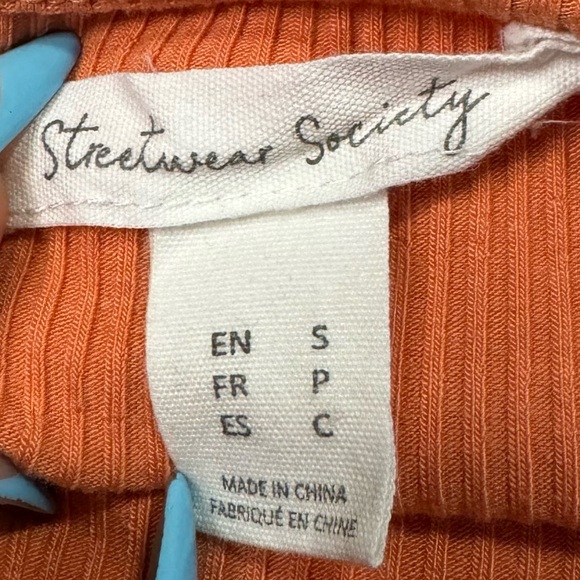 Streetwear Society
EN S
FR P
ES C
MADE IN CHINA
FABRIQUÉ EN CHINE